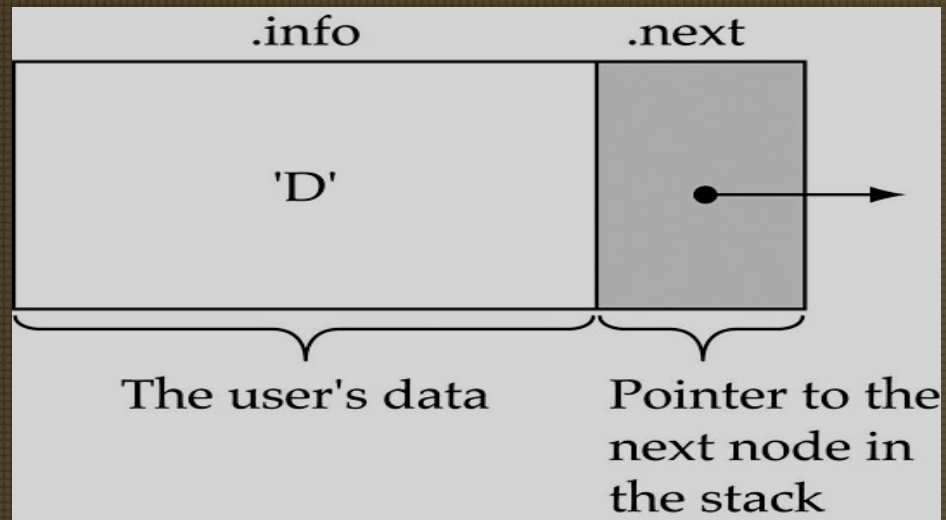 .info .next
'D'
The user's data
Pointer to the
next node in
the stack